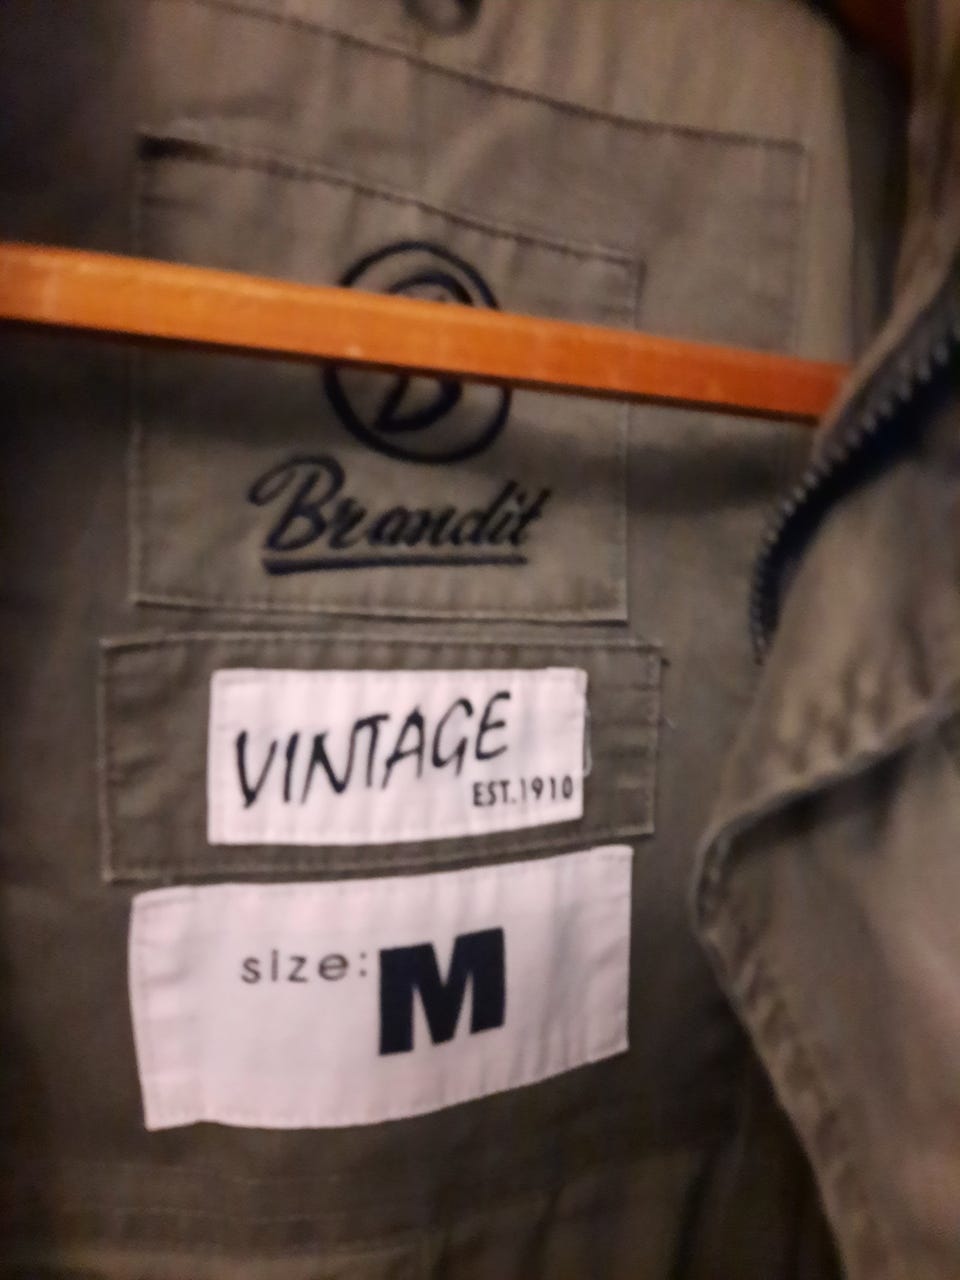 B
Brandit
VINTAGE
EST.1910
size: M